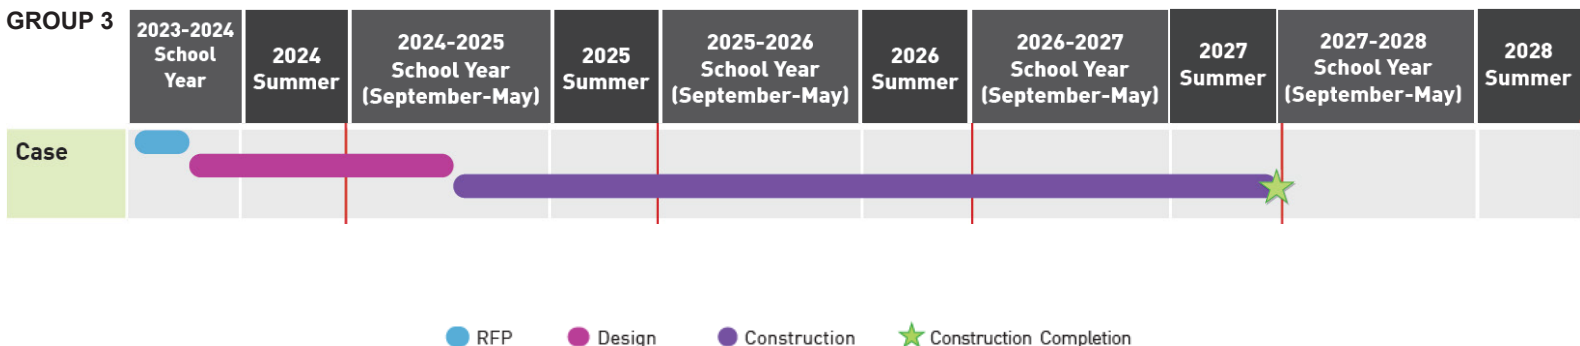 GROUP 3
2023-2024
School
Year
2024
Summer
2024-2025
School Year
(September-May)
2025
Summer
2025-2026
School Year
(September-May)
2026
Summer
2026-2027
School Year
(September-May)
2027
Summer
2027-2028
School Year
(September-May)
2028
Summer
Case
RFP
Design
Construction
Construction Completion